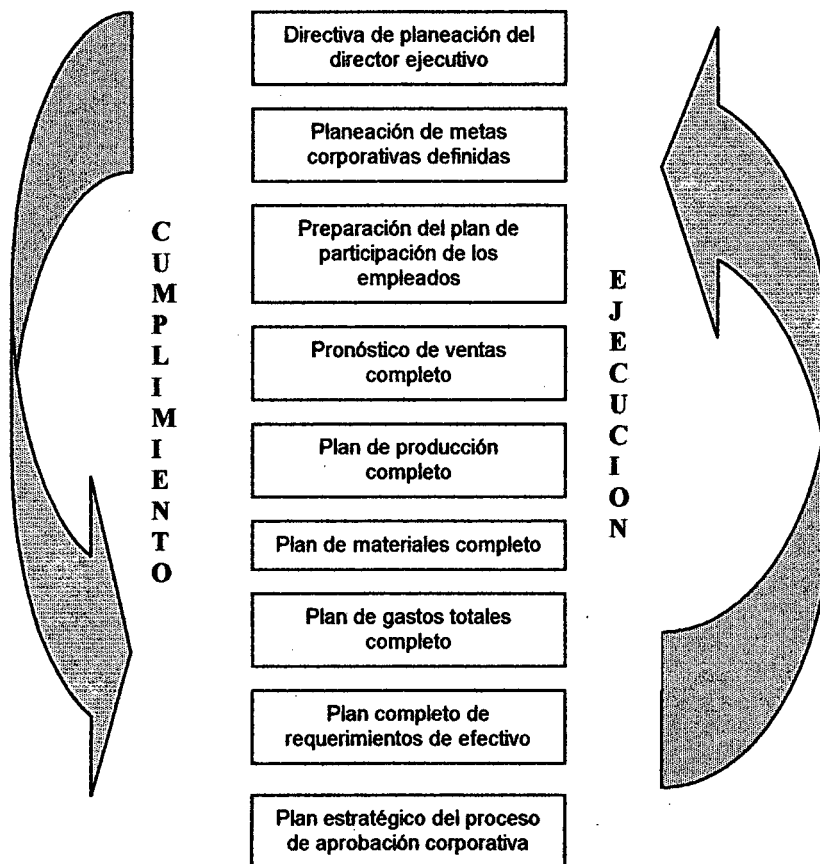 Directiva de planeación del
director ejecutivo
Planeación de metas
corporativas definidas
Preparación del plan de
participación de los
empleados
Pronóstico de ventas
completo
Plan de producción
completo
Plan de materiales completo
Plan de gastos totales
completo
Plan completo de
requerimientos de efectivo
Plan estratégico del proceso
de aprobación corporativa
CUMPLIMIENTO
EJECUCION